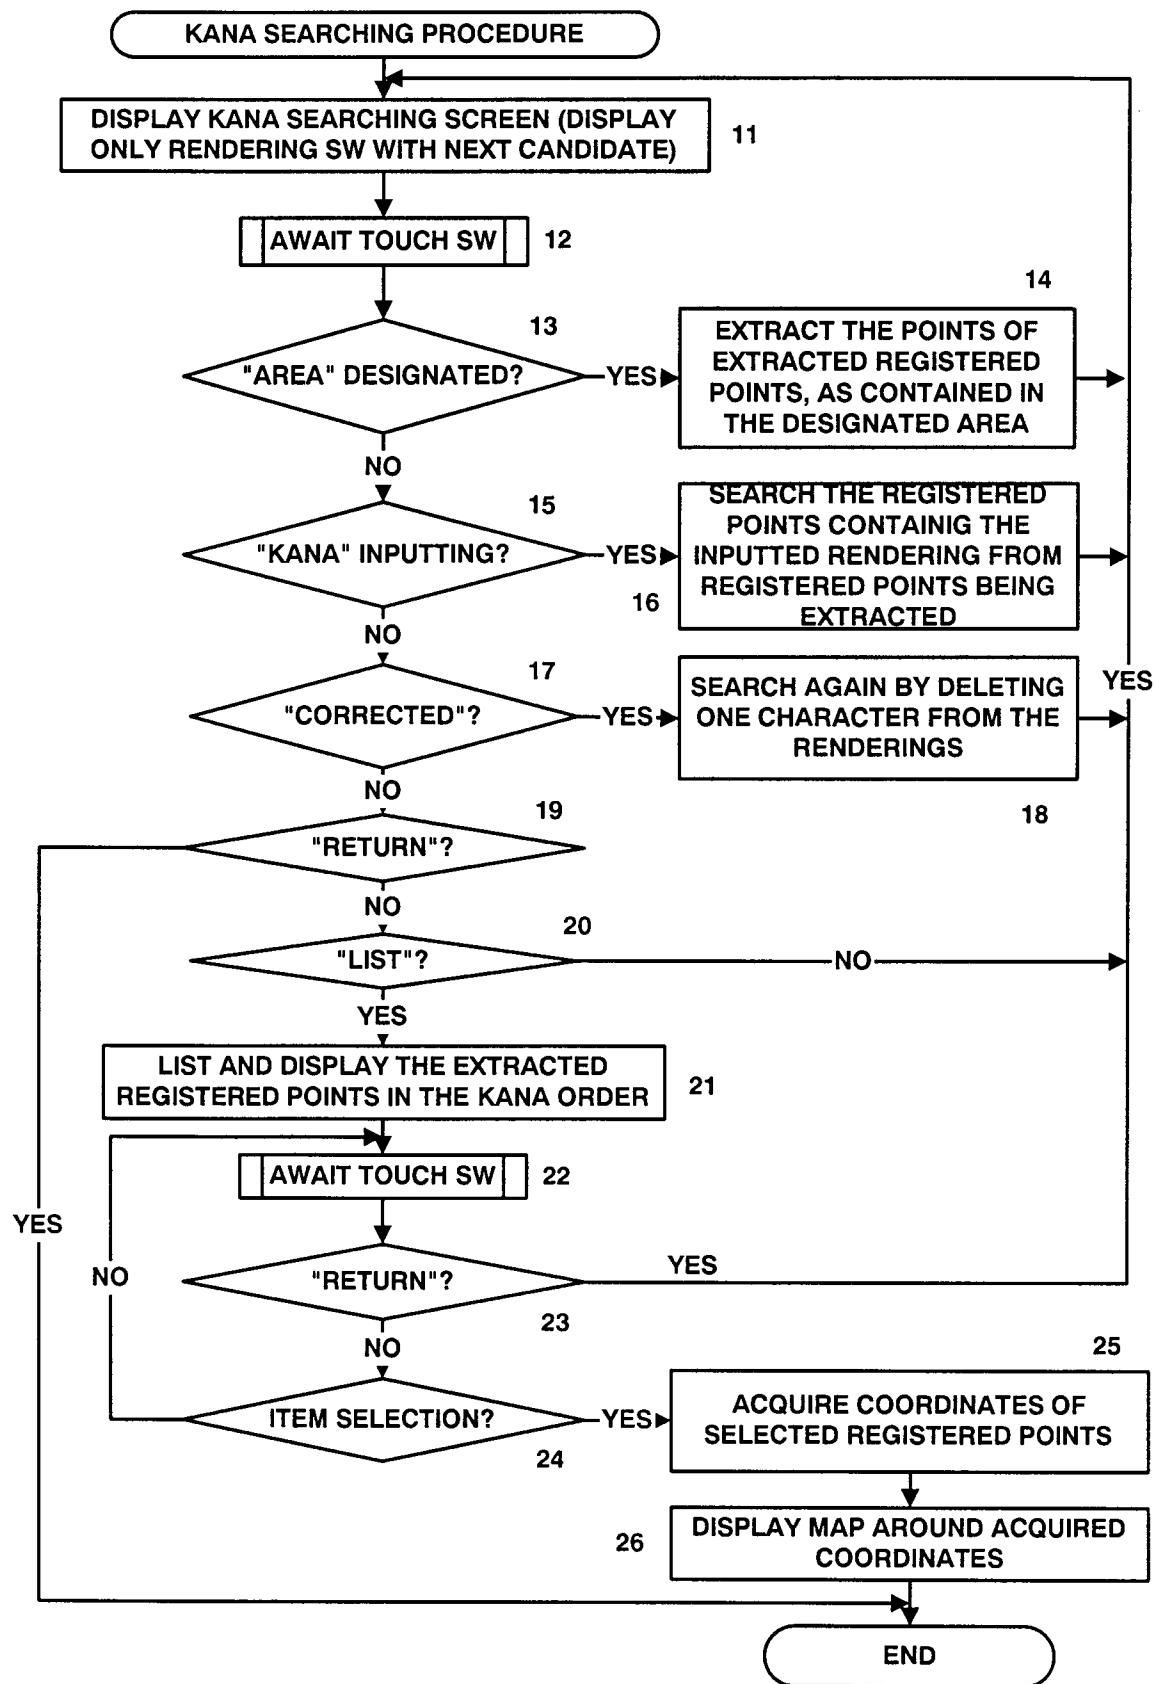 KANA SEARCHING PROCEDURE
DISPLAY KANA SEARCHING SCREEN (DISPLAY
ONLY RENDERING SW WITH NEXT CANDIDATE)
11
AWAIT TOUCH SW
12
13
"AREA" DESIGNATED?
YES
14
EXTRACT THE POINTS OF
EXTRACTED REGISTERED
POINTS, AS CONTAINED IN
THE DESIGNATED AREA
NO
15
"KANA" INPUTTING?
YES
16
SEARCH THE REGISTERED
POINTS CONTAINIG THE
INPUTTED RENDERING FROM
REGISTERED POINTS BEING
EXTRACTED
NO
17
"CORRECTED"?
YES
SEARCH AGAIN BY DELETING
ONE CHARACTER FROM THE
RENDERINGS
18
YES
NO
19
"RETURN"?
NO
20
"LIST"?
NO
YES
LIST AND DISPLAY THE EXTRACTED
REGISTERED POINTS IN THE KANA ORDER
21
AWAIT TOUCH SW
22
YES
NO
"RETURN"?
YES
23
NO
25
ITEM SELECTION?
YES
24
ACQUIRE COORDINATES OF
SELECTED REGISTERED POINTS
26
DISPLAY MAP AROUND ACQUIRED
COORDINATES
END